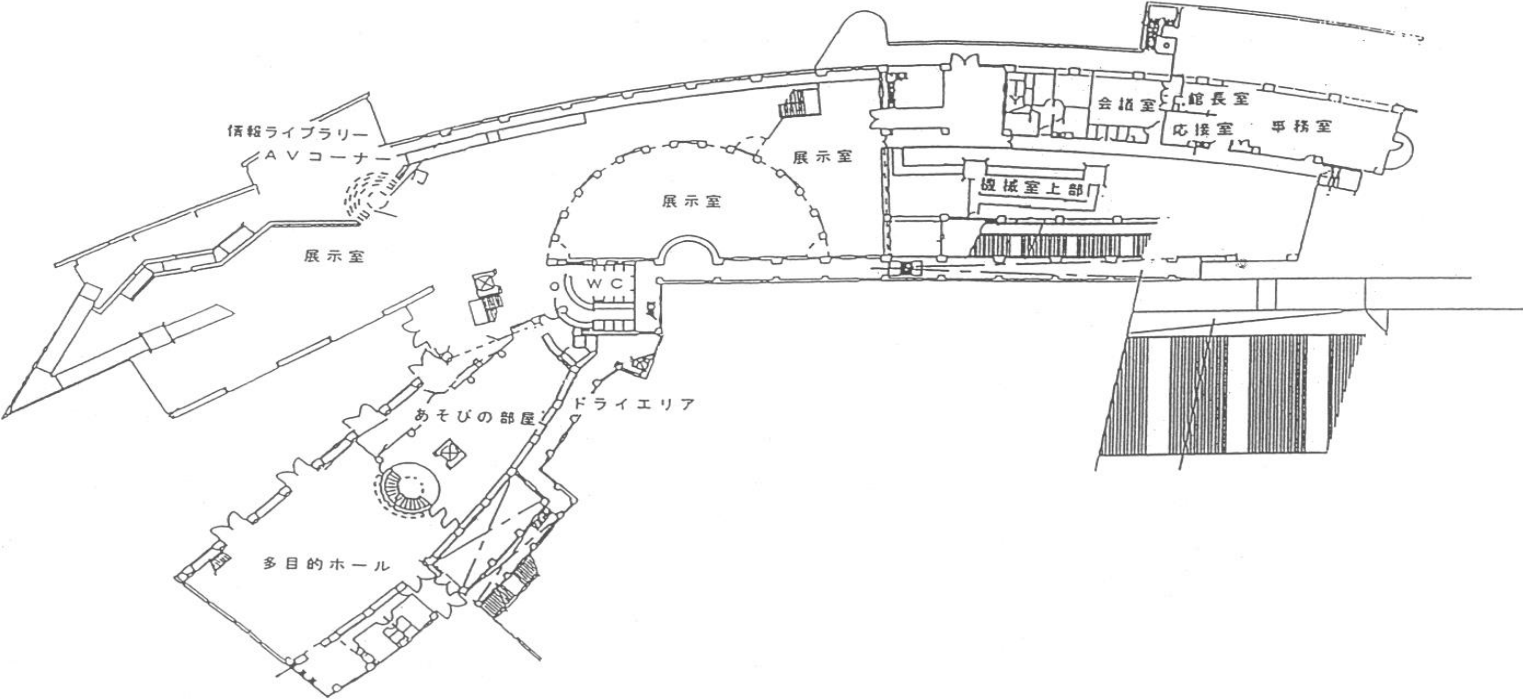 会議室
館長室
応接室
事務室
情報ライブラリー
AVコーナー
展示室
機械室上部
展示室
展示室
WC
あそびの部屋
ドライエリア
多目的ホール